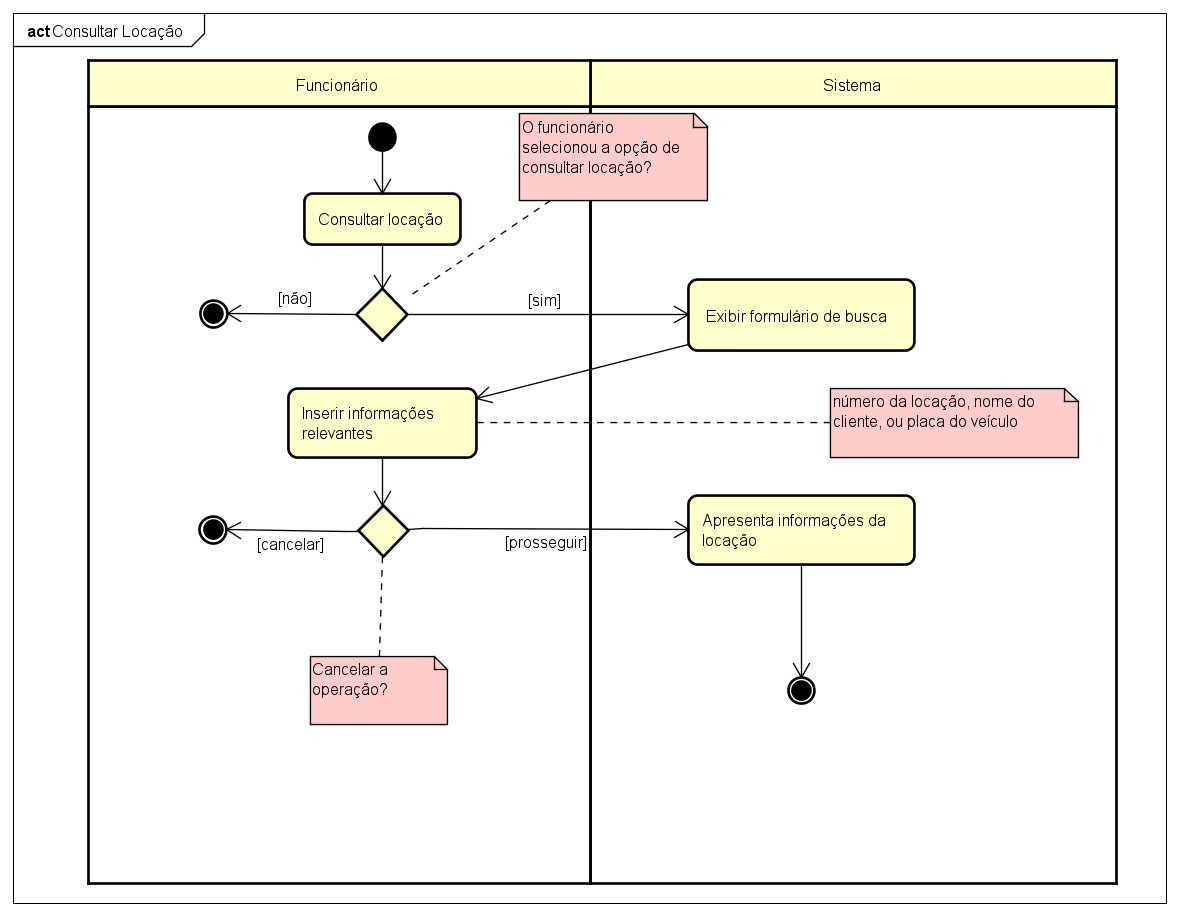 act Consultar Locação
Funcionário
Sistema
O funcionário
selecionou a opção de
consultar locação?
Consultar locação
[não]
[sim]
Exibir formulário de busca
Inserir informações
relevantes
número da locação, nome do
cliente, ou placa do veículo
[cancelar]
[prosseguir]
Apresenta informações da
locação
Cancelar a
operação?